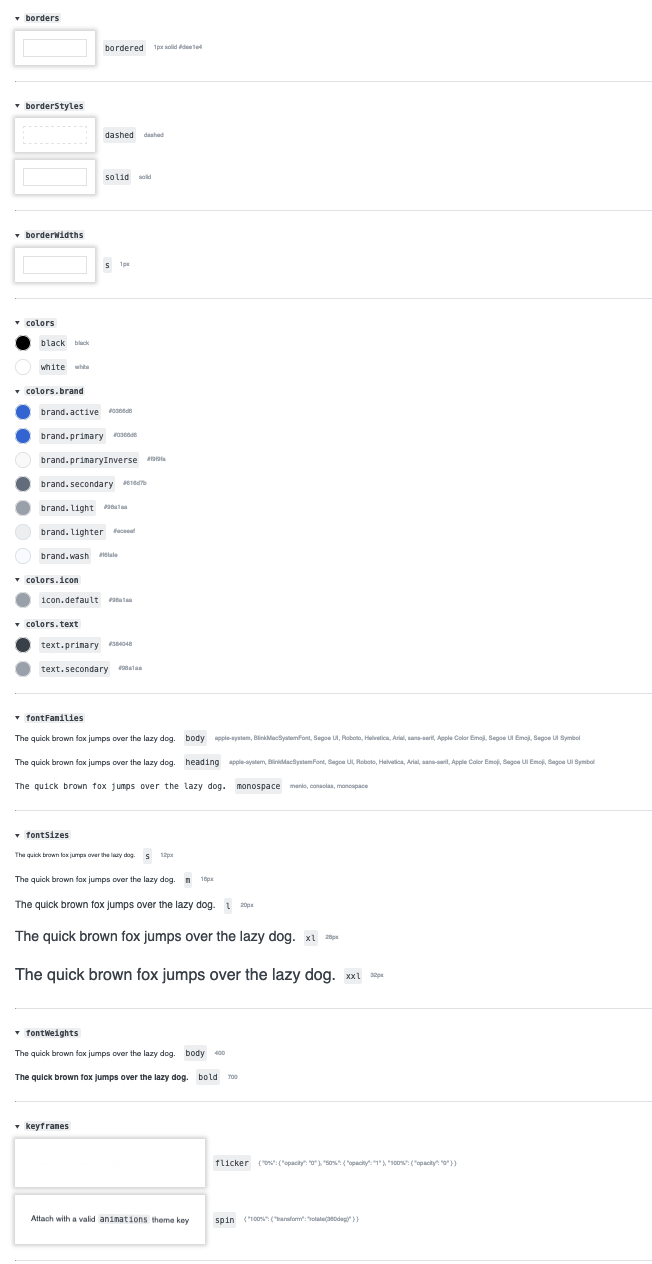 borders
bordered 1px solid #dae1e4
borderStyles
dashed dashed
solid solid
borderWidths
s 1px
colors
black black
white white
colors.brand
brand.active #0366d6
brand.primary #0366d6
brand.primaryInverse #f9f9fa
brand.secondary #616d7b
brand.light #98a1aa
brand.lighter
brand.wash
colors.icon
icon.default #98a1aa
colors.text
text.primary #384048
text.secondary #98a1aa
fontFamilies
The quick brown fox jumps over the lazy dog. body apple-system, BlinkMacSystemFont, Segoe UI, Roboto, Helvetica, Arial, sans-serif, Apple Color Emoji, Segoe UI Emoji, Segoe UI Symbol
The quick brown fox jumps over the lazy dog. heading apple-system, BlinkMacSystemFont, Segoe UI, Roboto, Helvetica, Arial, sans-serif, Apple Color Emoji, Segoe UI Emoji, Segoe UI Symbol
The quick brown fox jumps over the lazy dog. monospace menlo, consolas, monospace
fontSizes
The quick brown fox jumps over the lazy dog. s 12px
The quick brown fox jumps over the lazy dog. m 16px
The quick brown fox jumps over the lazy dog. l 20px
The quick brown fox jumps over the lazy dog. xl 28px
The quick brown fox jumps over the lazy dog. xxl 32px
fontWeights
The quick brown fox jumps over the lazy dog. body 400
The quick brown fox jumps over the lazy dog. bold 700
keyframes
flicker { "0%": { "opacity": "0" }, "50%": { "opacity": "1" }, "100%": { "opacity": "0" } }
Attach with a valid animations theme key spin { "100%": { "transform": "rotate(360deg)" } }